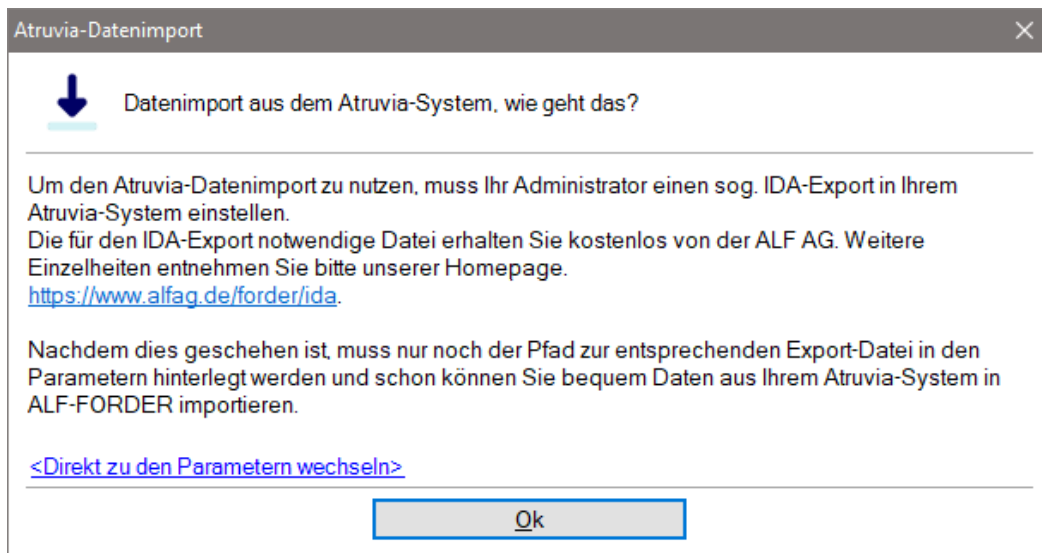 Atruvia-Datenimport
Datenimport aus dem Atruvia-System, wie geht das?
Um den Atruvia-Datenimport zu nutzen, muss Ihr Administrator einen sog. IDA-Export in Ihrem
Atruvia-System einstellen.
Die für den IDA-Export notwendige Datei erhalten Sie kostenlos von der ALF AG. Weitere
Einzelheiten entnehmen Sie bitte unserer Homepage.
https://www.alfag.de/forder/ida.
Nachdem dies geschehen ist, muss nur noch der Pfad zur entsprechenden Export-Datei in den
Parametern hinterlegt werden und schon können Sie bequem Daten aus Ihrem Atruvia-System in
ALF-FORDER importieren.
<Direkt zu den Parametern wechseln>
Ok